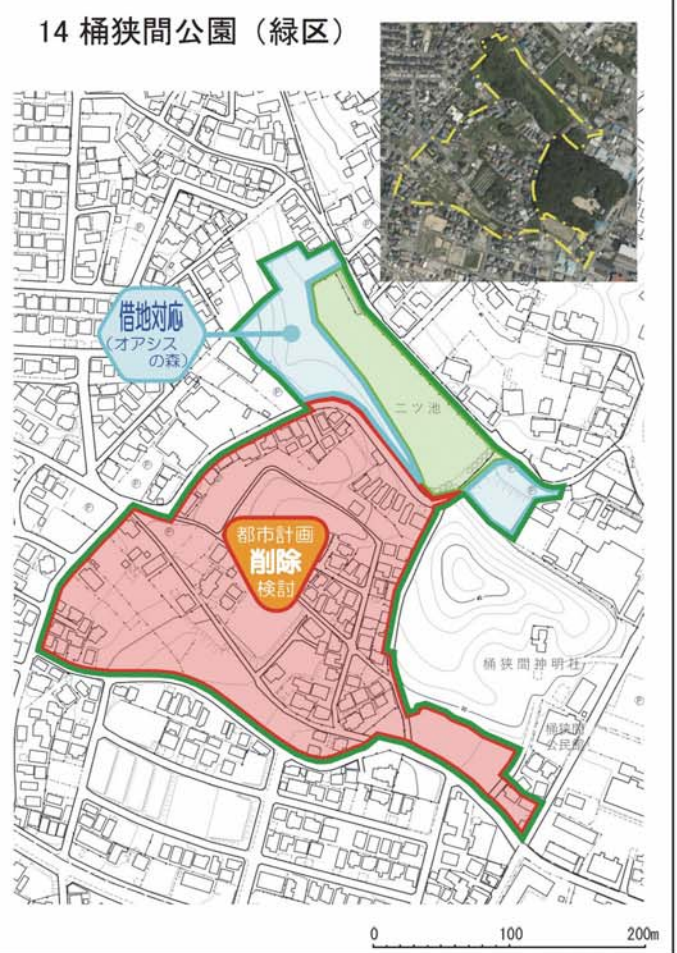 14 桶狭間公園（緑区）
借地対応
（オアシス
の森）
二ツ池
都市計画
削除
検討
桶狭間神明社
桶狭間
公民館
0 100 200m